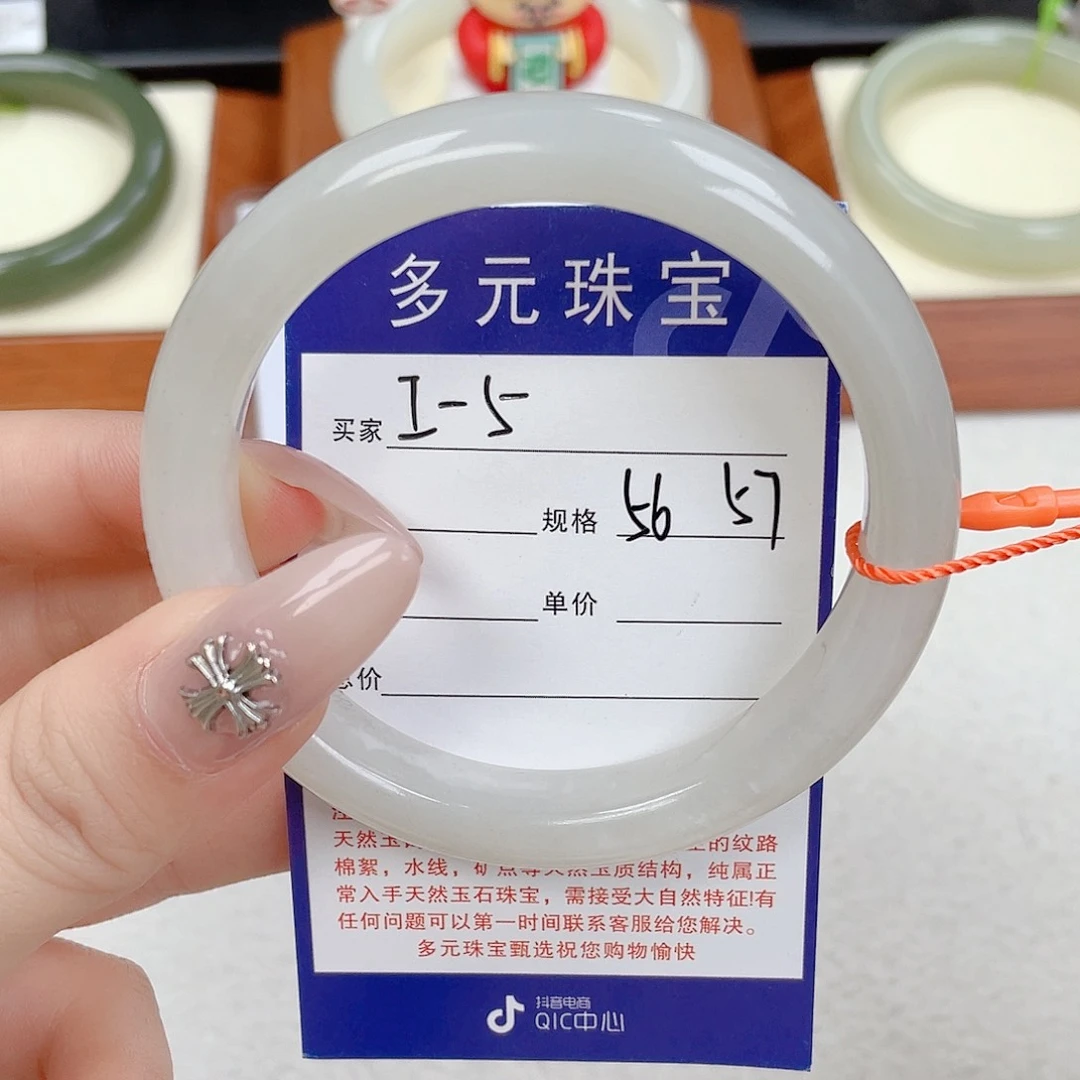 多元珠宝
买家 I-5
规格 56 57
单价
总价
天然玉
的纹路
棉絮，水线，矿点等天然玉质结构，纯属正
常入手天然玉石珠宝，需接受大自然特征!有
任何问题可以第一时间联系客服给您解决。
多元珠宝甄选祝您购物愉快
抖音电商
QIC中心